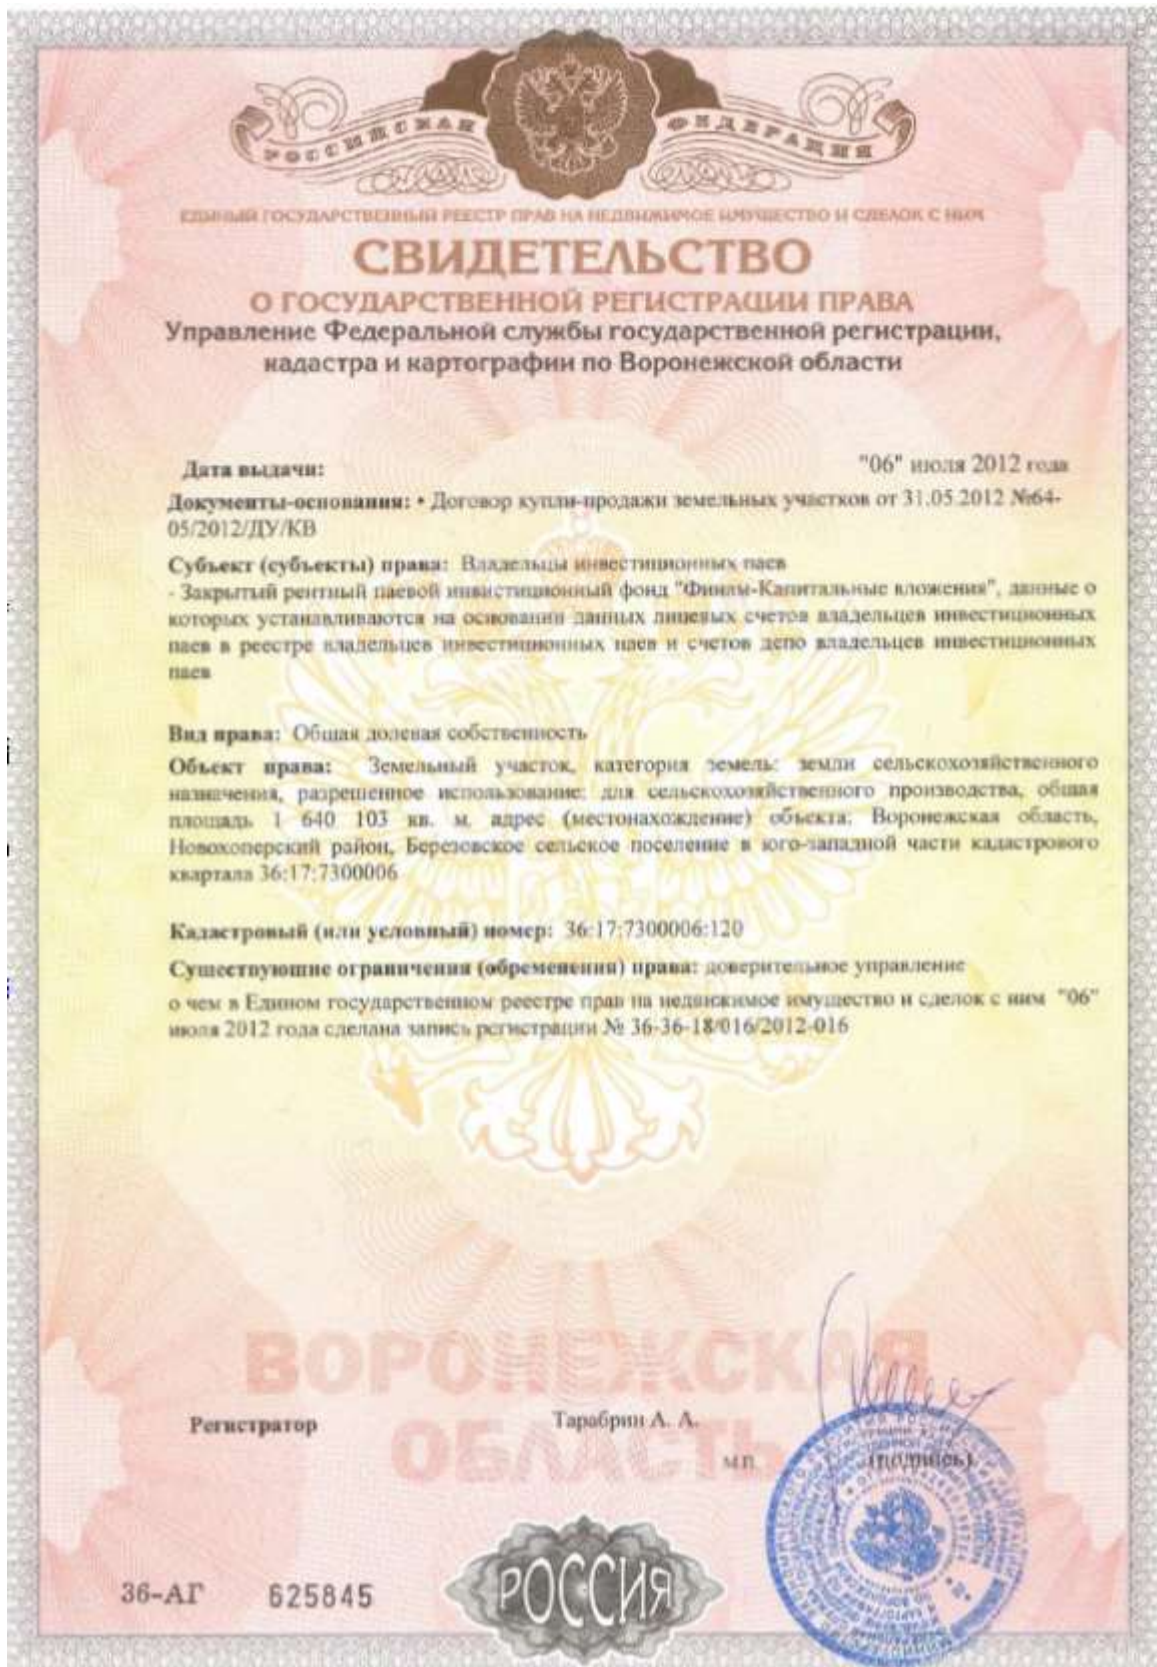 РОССИЙСКАЯ ФЕДЕРАЦИЯ
ЕДИНЫЙ ГОСУДАРСТВЕННЫЙ РЕЕСТР ПРАВ НА НЕДВИЖИМОЕ ИМУЩЕСТВО И СДЕЛОК С НИМ
СВИДЕТЕЛЬСТВО
О ГОСУДАРСТВЕННОЙ РЕГИСТРАЦИИ ПРАВА
Управление Федеральной службы государственной регистрации,
кадастра и картографии по Воронежской области
Дата выдачи: "06" июля 2012 года
Документы-основания: • Договор купли-продажи земельных участков от 31.05.2012 №64-
05/2012/ДУ/КВ
Субъект (субъекты) права: Владельцы инвестиционных паев
- Закрытый рентный паевой инвестиционный фонд "Финам-Капитальные вложения", данные о
которых устанавливаются на основании данных лицевых счетов владельцев инвестиционных
паев в реестре владельцев инвестиционных паев и счетов депо владельцев инвестиционных
паев
Вид права: Общая долевая собственность
Объект права: Земельный участок, категория земель: земли сельскохозяйственного
назначения, разрешенное использование: для сельскохозяйственного производства, общая
площадь 1 640 103 кв. м, адрес (местонахождение) объекта: Воронежская область,
Новохоперский район, Березовское сельское поселение в юго-западной части кадастрового
квартала 36:17:7300006
Кадастровый (или условный) номер: 36:17:7300006:120
Существующие ограничения (обременения) права: доверительное управление
о чем в Едином государственном реестре прав на недвижимое имущество и сделок с ним "06"
июля 2012 года сделана запись регистрации № 36-36-18/016/2012-016
ВОРОНЕЖСКАЯ
ОБЛАСТЬ
Регистратор Тарабрин А. А.
м.п. (подпись)
36-АГ 625845
РОССИЯ